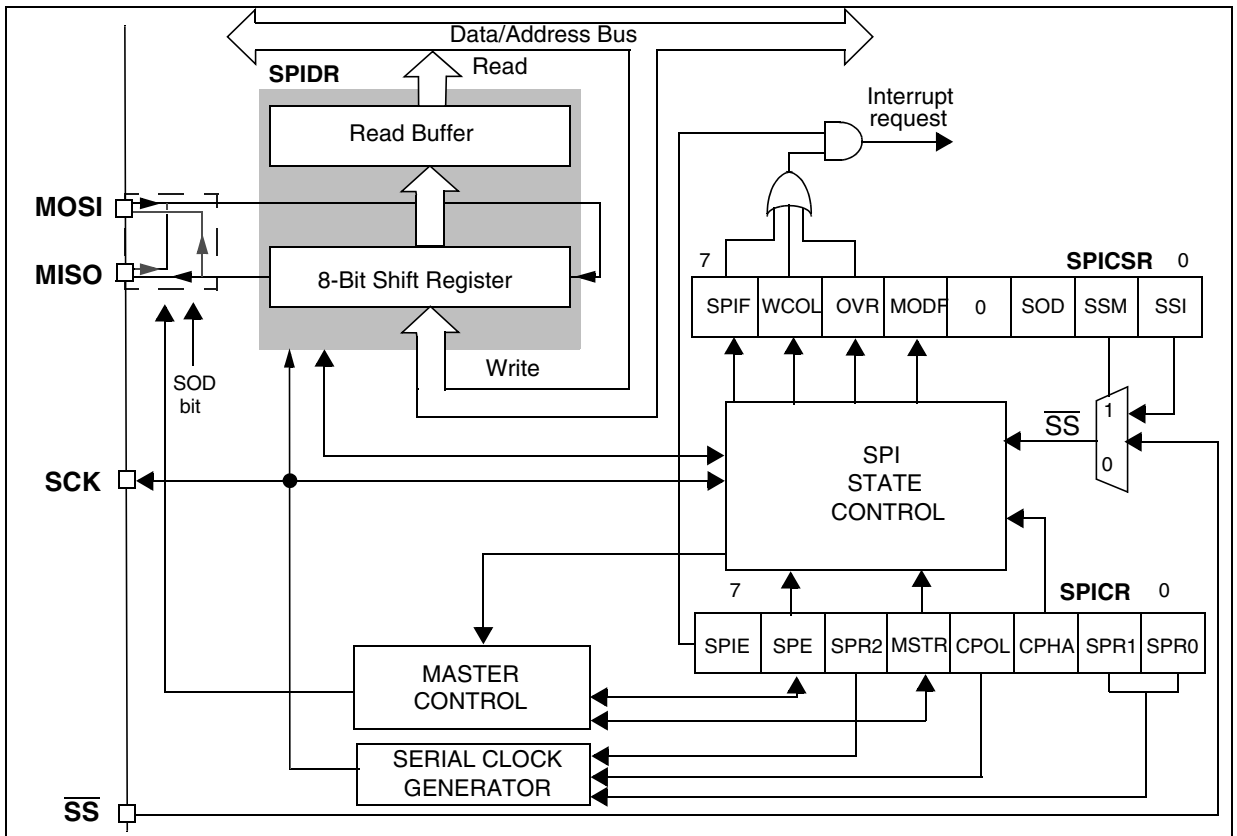 Data/Address Bus
SPIDR
Read
Read Buffer
Interrupt
request
MOSI
MISO
8-Bit Shift Register
7
SPICSR
0
SPIF WCOL OVR MODF 0 SOD SSM SSI
Write
SOD
bit
1
SS
0
SCK
SPI
STATE
CONTROL
7
SPICR
0
SPIE SPE SPR2 MSTR CPOL CPHA SPR1 SPR0
MASTER
CONTROL
SERIAL CLOCK
GENERATOR
SS